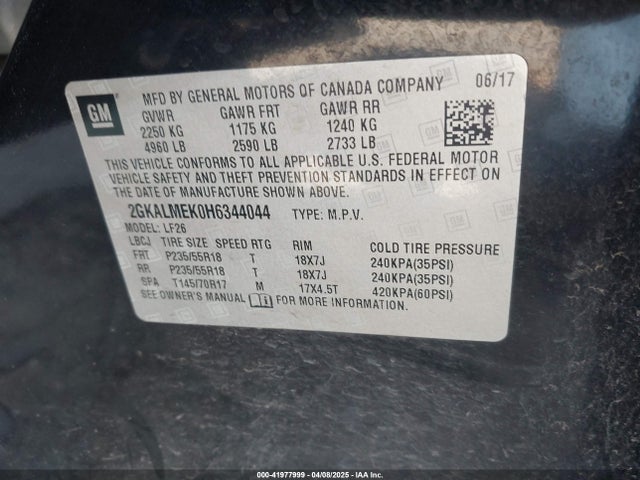 GM
MFD BY GENERAL MOTORS OF CANADA COMPANY 06/17
GVWR GAWR FRT GAWR RR
2250 KG 1175 KG 1240 KG
4960 LB 2590 LB 2733 LB
THIS VEHICLE CONFORMS TO ALL APPLICABLE U.S. FEDERAL MOTOR
VEHICLE SAFETY AND THEFT PREVENTION STANDARDS IN EFFECT ON
THE DATE OF MANUFACTURE SHOWN ABOVE.
2GKALMEK0H6344044 TYPE: M.P.V.
MODEL: LF26
LBCJ TIRE SIZE SPEED RTG RIM COLD TIRE PRESSURE
FRT P235/55R18 T 18X7J 240KPA(35PSI)
RR P235/55R18 T 18X7J 240KPA(35PSI)
SP T145/70R17 M 17X4.5T 420KPA(60PSI)
SEE OWNER'S MANUAL FOR ADDITIONAL INFORMATION.
000-41977999 - 04/08/2025 - IAA Inc.